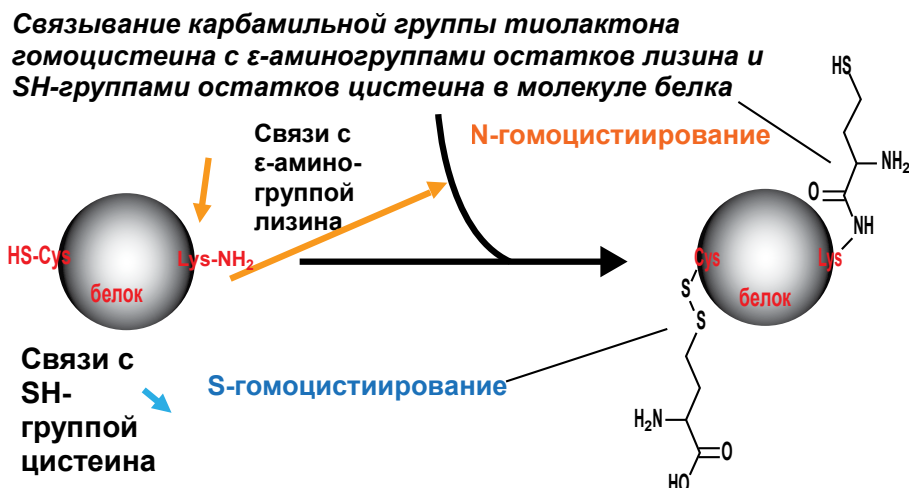 Связывание карбамильной группы тиолактона
гомоцистеина с ε-аминогруппами остатков лизина и
SH-группами остатков цистеина в молекуле белка
HS
Связи с
ε-амино-
группой
лизина
N-гомоцистиирование
NH2
O
NH
HS-Cys
Lys-NH2
белок
Cys
Lys
белок
S
S
Связи с
SH-
группой
цистеина
S-гомоцистиирование
H2N
O
HO